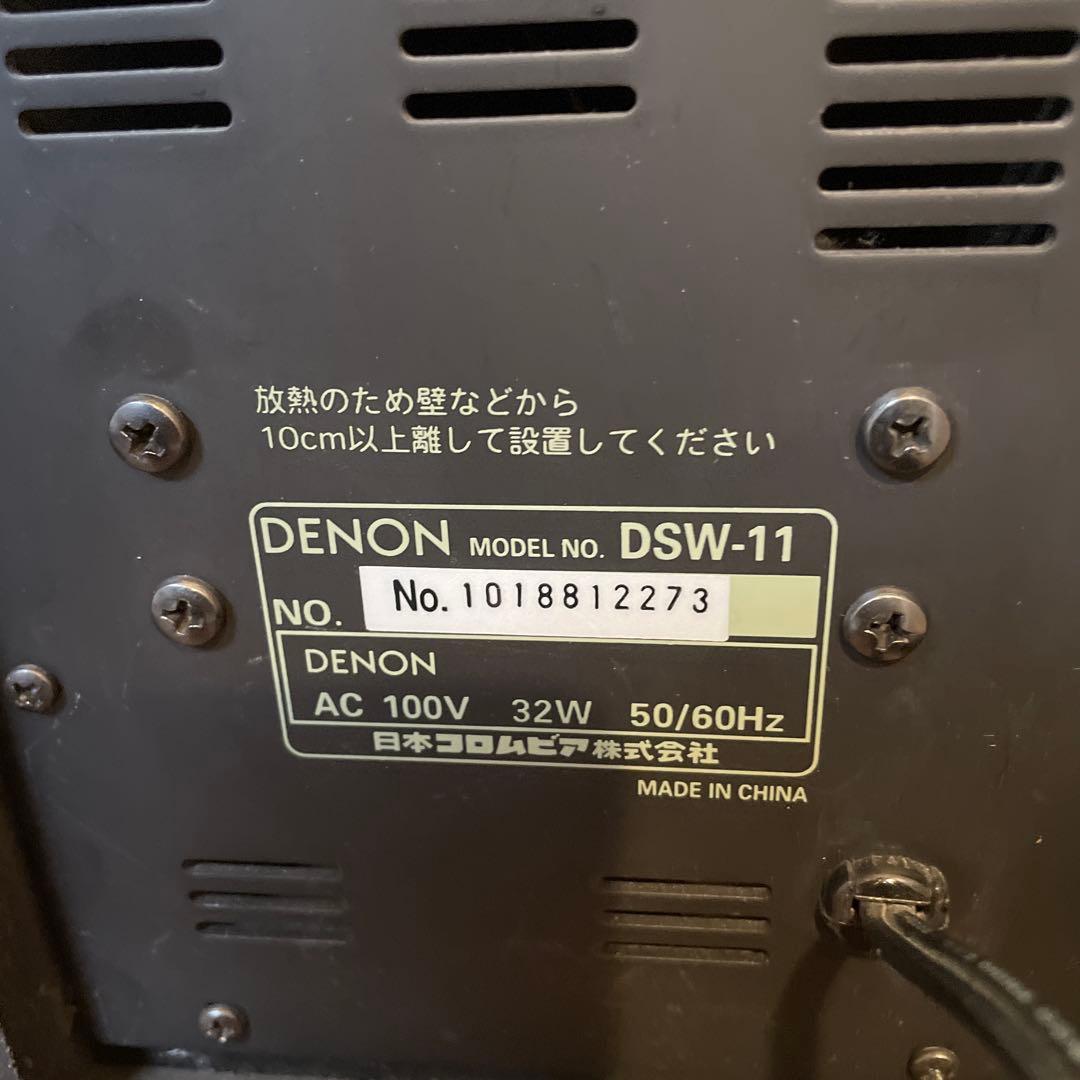 放熱のため壁などから
10cm以上離して設置してください
DENON MODEL NO. DSW-11
NO. No. 1018812273
DENON
AC 100V 32W 50/60Hz
日本コロムビア株式会社
MADE IN CHINA